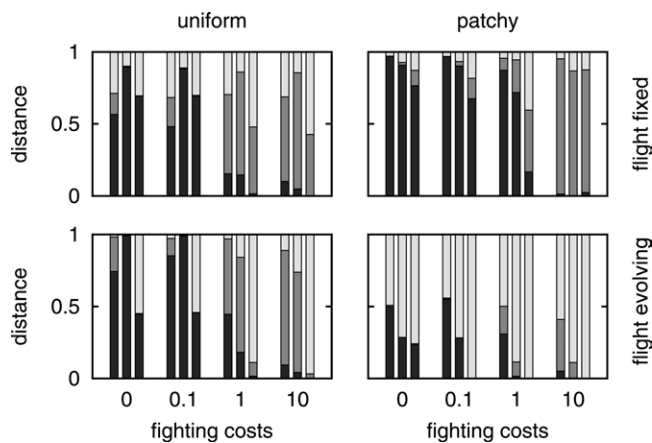 uniform
patchy
distance
1
0.5
0
flight fixed
distance
1
0.5
0
flight evolving
0 0.1 1 10
0 0.1 1 10
fighting costs
fighting costs